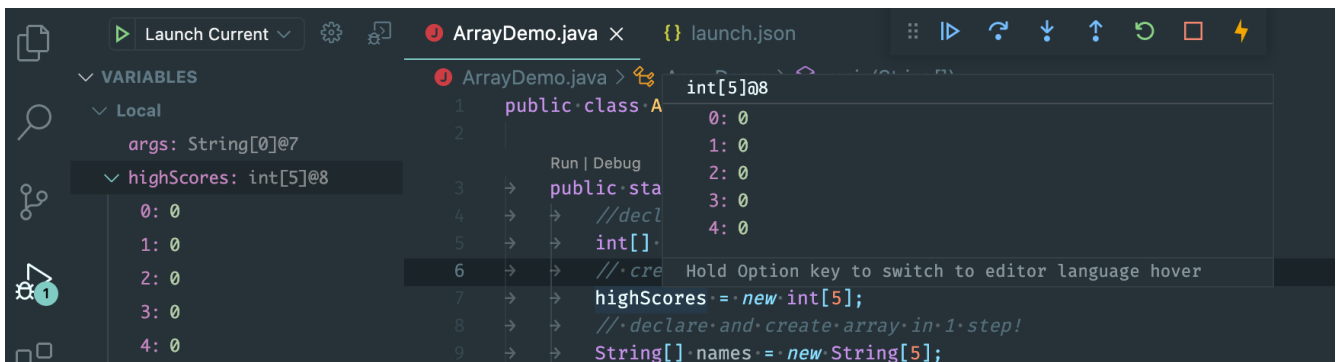 Launch Current
ArrayDemo.java
{} launch.json
VARIABLES
Local
args: String[0]@7
highScores: int[5]@8
0: 0
1: 0
2: 0
3: 0
4: 0
1
ArrayDemo.java >
1 public·class·A
2
Run | Debug
3 public·sta
4 //decl
5 int[]·
6 //·cre
7 highScores·=·new·int[5];
8 //·declare·and·create·array·in·1·step!
9 String[]·names·=·new·String[5];
int[5]@8
0: 0
1: 0
2: 0
3: 0
4: 0
Hold Option key to switch to editor language hover